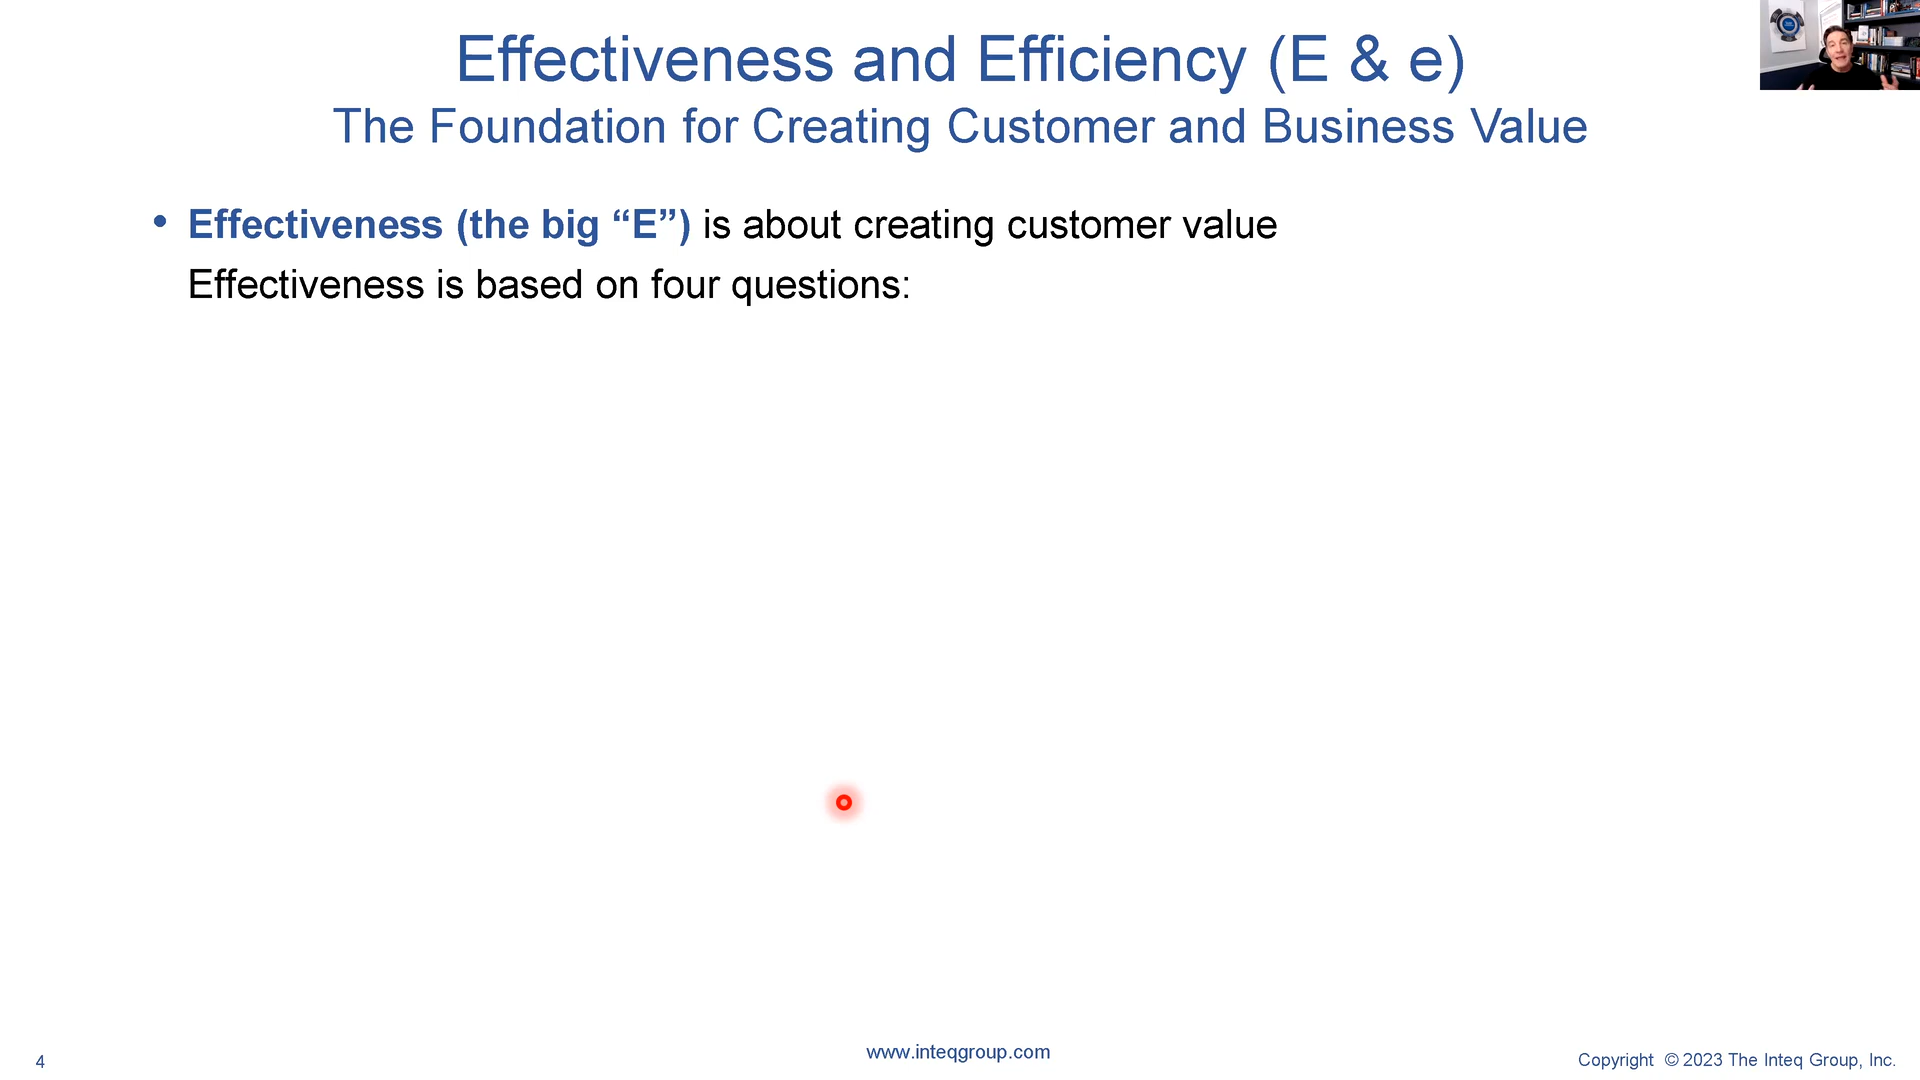 Effectiveness and Efficiency (E & e)
The Foundation for Creating Customer and Business Value
• Effectiveness (the big “E”) is about creating customer value
Effectiveness is based on four questions:
4
www.inteqgroup.com
Copyright © 2023 The Inteq Group, Inc.